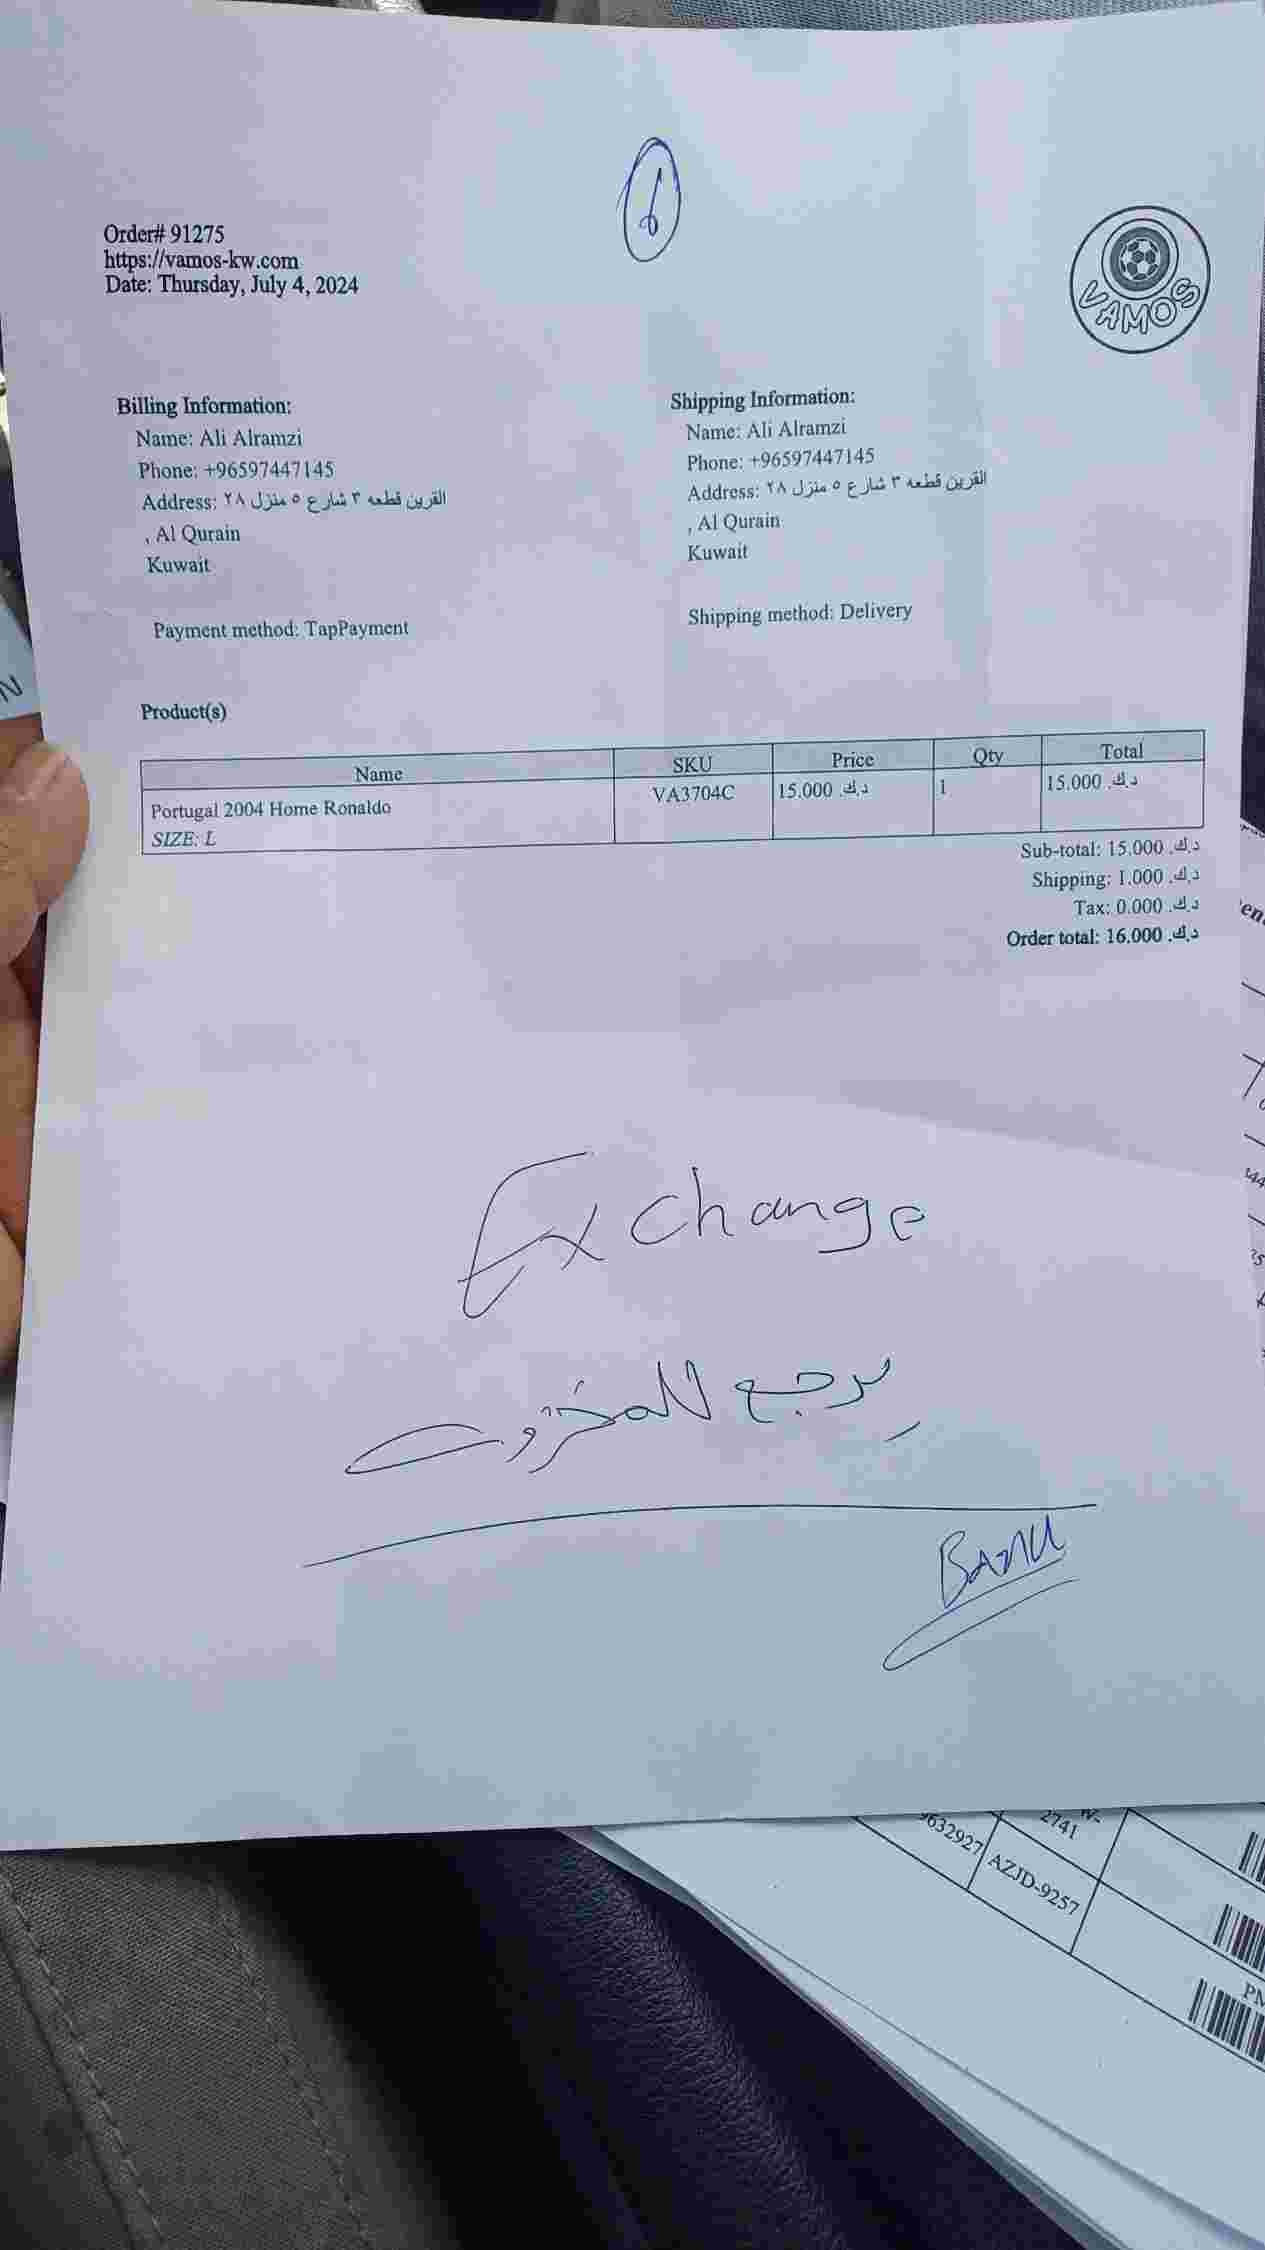 6
Order# 91275
https://vamos-kw.com
Date: Thursday, July 4, 2024
VAMOS
Billing Information:
Name: Ali Alramzi
Phone: +96597447145
Address: القرين قطعه ٣ شارع ٥ منزل ٢٨
, Al Qurain
Kuwait
Payment method: TapPayment
Shipping Information:
Name: Ali Alramzi
Phone: +96597447145
Address: القرين قطعه ٣ شارع ٥ منزل ٢٨
, Al Qurain
Kuwait
Shipping method: Delivery
Product(s)
Name SKU Price Qty Total
Portugal 2004 Home Ronaldo VA3704C 15.000 د.ك. 1 15.000 د.ك.
SIZE: L
Sub-total: 15.000 د.ك.
Shipping: 1.000 د.ك.
Tax: 0.000 د.ك.
Order total: 16.000 د.ك.
Exchange
يرجع للمخزون
2741
9632927 AZJD-9257